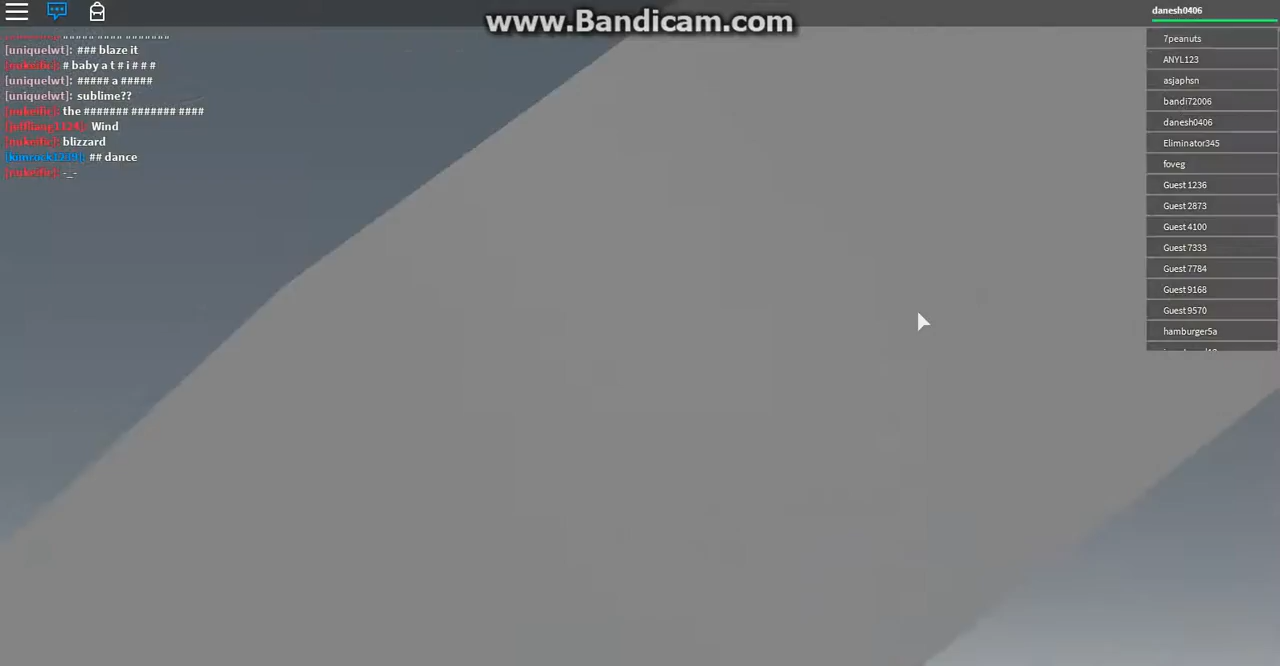 www.Bandicam.com
danesh0406
[uniquelwt]: ### blaze it
# baby a t # i # # #
[uniquelwt]: ##### a #####
[uniquelwt]: sublime??
the ####### ####### ####
Wind
blizzard
## dance
-_-
7peanuts
ANYL123
asjaphsn
bandi72006
danesh0406
Eliminator345
foveg
Guest 1236
Guest 2873
Guest 4100
Guest 7333
Guest 7784
Guest 9168
Guest 9570
hamburger5a